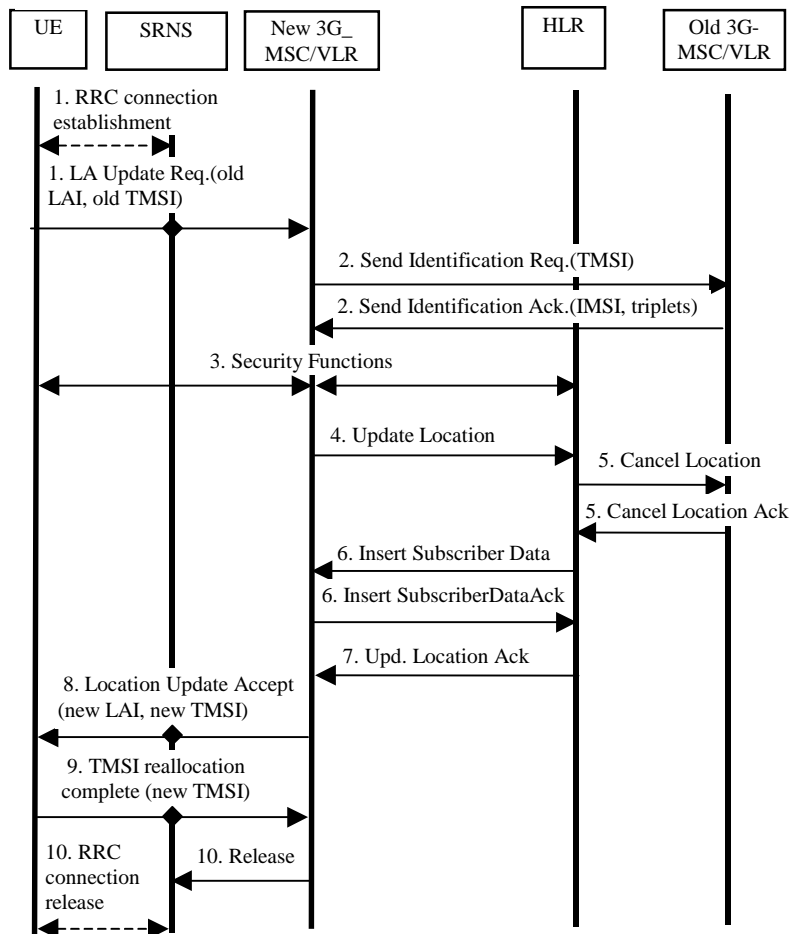 UE
SRNS
New 3G_
MSC/VLR
HLR
Old 3G-
MSC/VLR
1. RRC connection
establishment
1. LA Update Req.(old
LAI, old TMSI)
2. Send Identification Req.(TMSI)
2. Send Identification Ack.(IMSI, triplets)
3. Security Functions
4. Update Location
5. Cancel Location
5. Cancel Location Ack
6. Insert Subscriber Data
6. Insert SubscriberDataAck
7. Upd. Location Ack
8. Location Update Accept
(new LAI, new TMSI)
9. TMSI reallocation
complete (new TMSI)
10. RRC
connection
release
10. Release